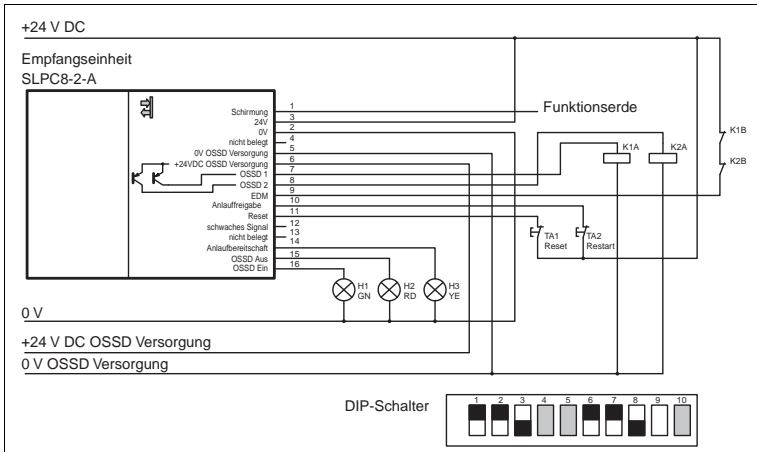 +24 V DC
Empfangseinheit
SLPC8-2-A
Schirmung 1
Funktionserde
24V 3
0V 2
nicht belegt 4
0V OSSD Versorgung 5
+24VDC OSSD Versorgung 6
OSSD 1 7
OSSD 2 8
EDM 9
Anlauffreigabe 10
Reset 11
schwaches Signal 12
nicht belegt 13
Anlaufbereitschaft 14
OSSD Aus 15
OSSD Ein 16
K1A
K2A
K1B
K2B
TA1
Reset
TA2
Restart
H1
GN
H2
RD
H3
YE
0 V
+24 V DC OSSD Versorgung
0 V OSSD Versorgung
DIP-Schalter
1 2 3 4 5 6 7 8 9 10